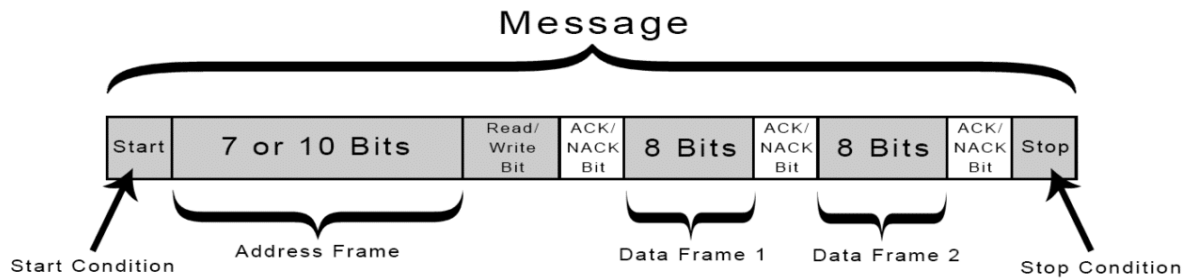 Message
Start
7 or 10 Bits
Read/
Write
Bit
ACK/
NACK
Bit
8 Bits
ACK/
NACK
Bit
8 Bits
ACK/
NACK
Bit
Stop
Start Condition
Address Frame
Data Frame 1
Data Frame 2
Stop Condition